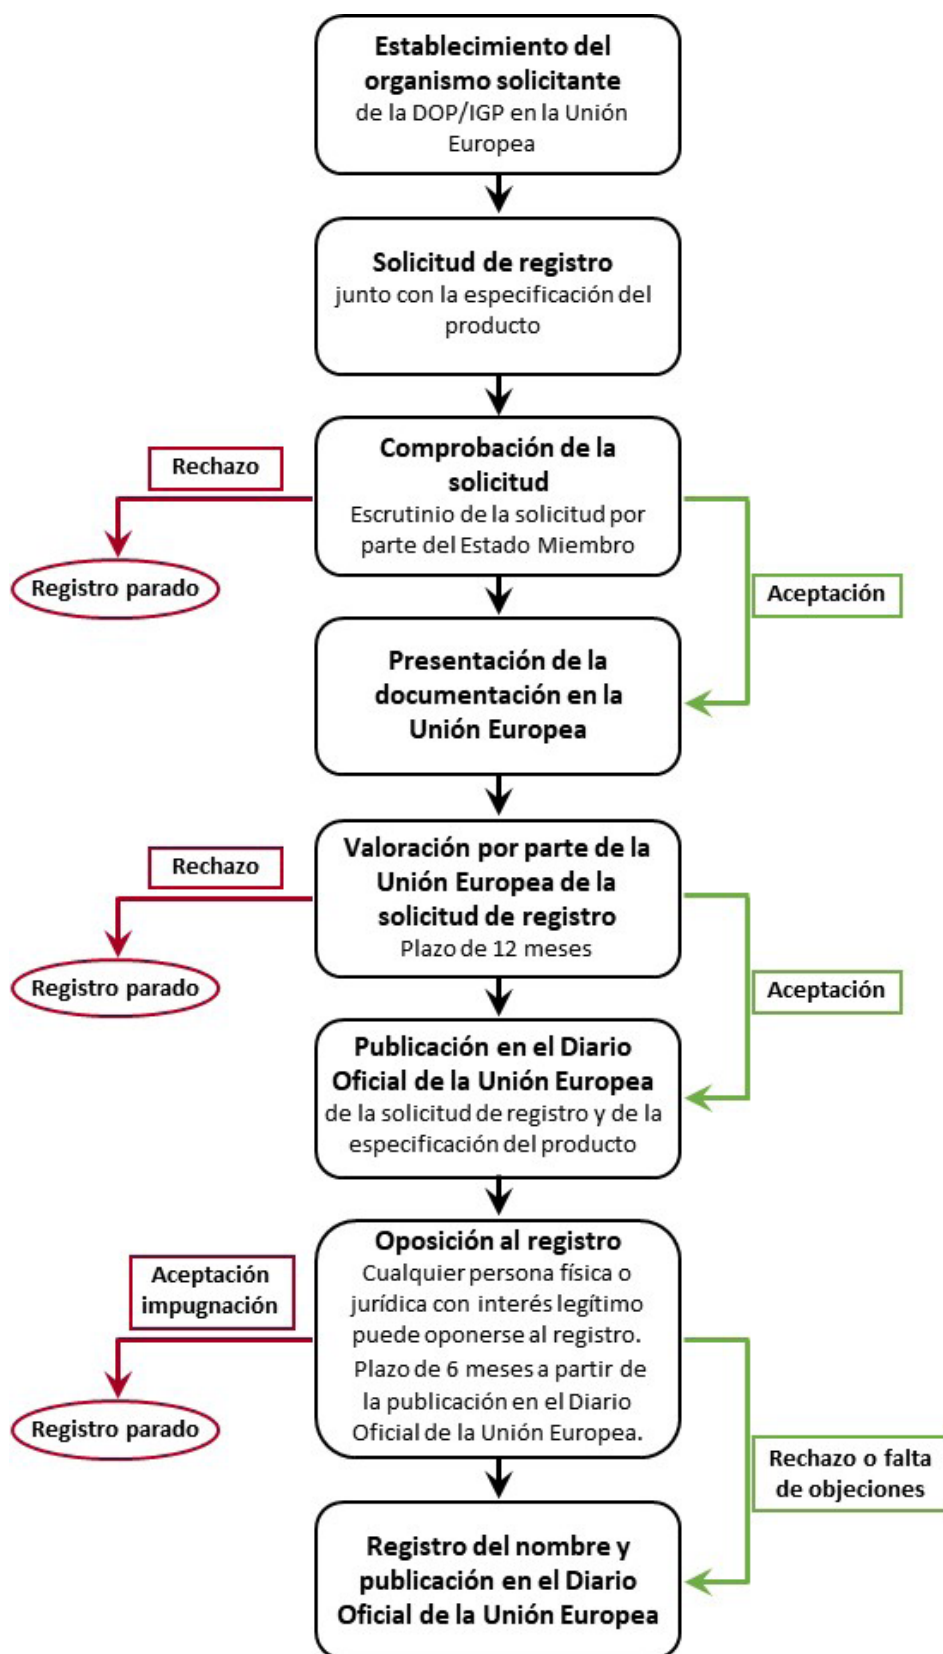 Establecimiento del
organismo solicitante
de la DOP/IGP en la Unión
Europea
Solicitud de registro
junto con la especificación del
producto
Comprobación de la
solicitud
Escrutinio de la solicitud por
parte del Estado Miembro
Rechazo
Registro parado
Aceptación
Presentación de la
documentación en la
Unión Europea
Valoración por parte de la
Unión Europea de la
solicitud de registro
Plazo de 12 meses
Rechazo
Registro parado
Aceptación
Publicación en el Diario
Oficial de la Unión Europea
de la solicitud de registro y de la
especificación del producto
Oposición al registro
Cualquier persona física o
jurídica con interés legítimo
puede oponerse al registro.
Plazo de 6 meses a partir de
la publicación en el Diario
Oficial de la Unión Europea.
Aceptación
impugnación
Registro parado
Rechazo o falta
de objeciones
Registro del nombre y
publicación en el Diario
Oficial de la Unión Europea